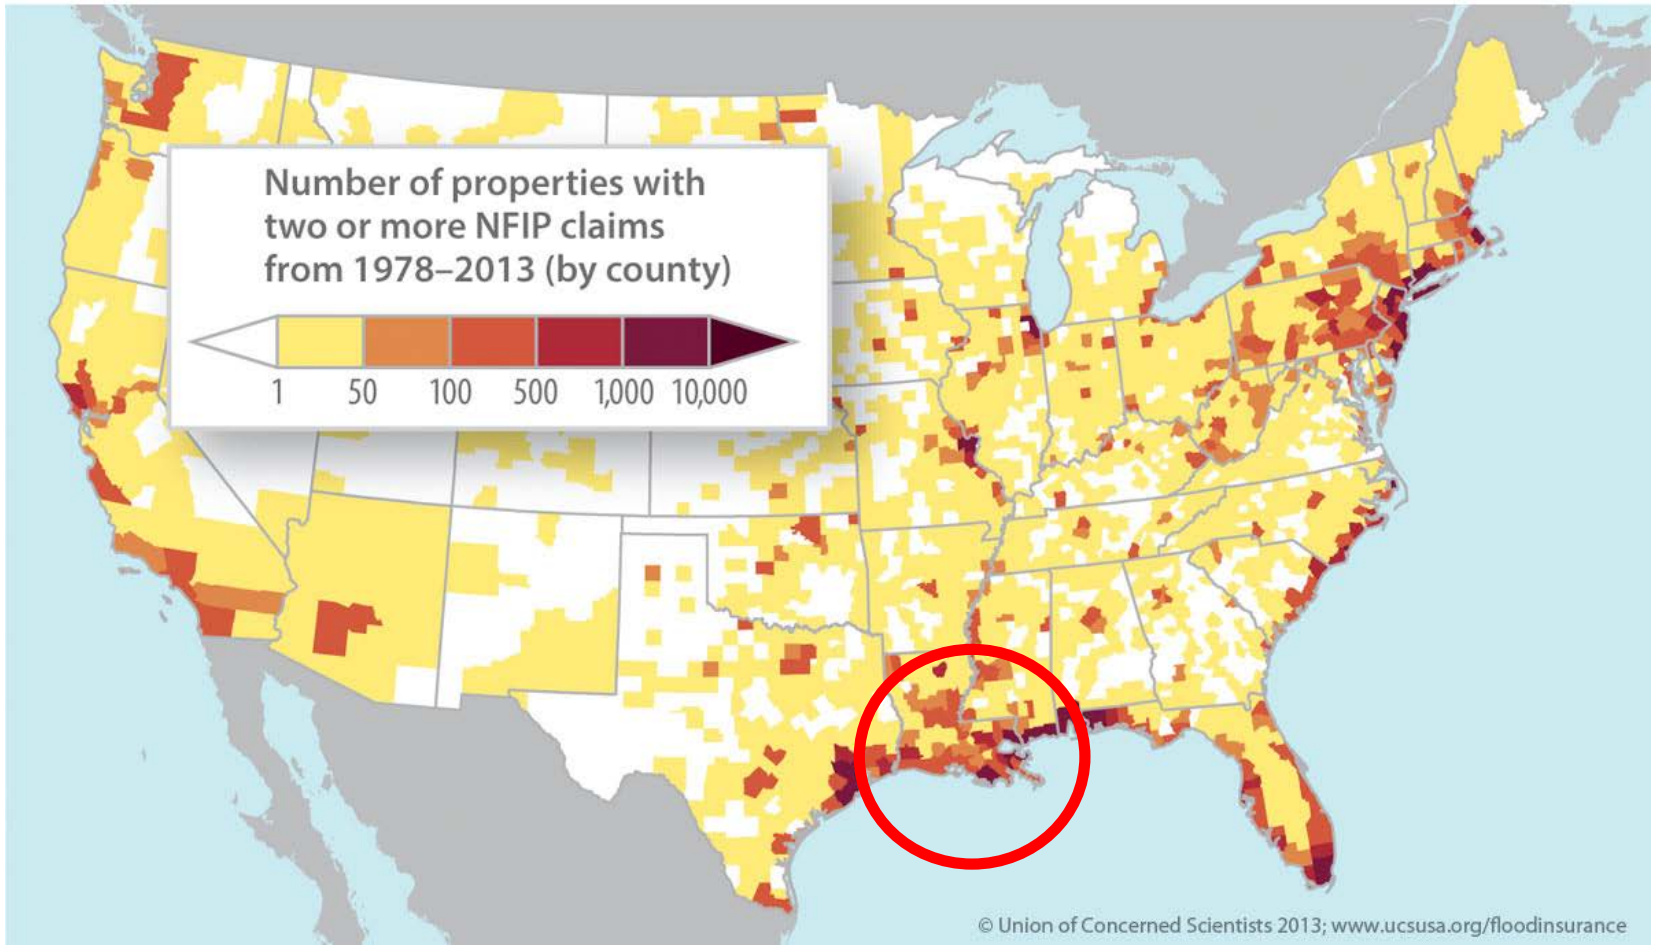 Number of properties with
two or more NFIP claims
from 1978–2013 (by county)
1 50 100 500 1,000 10,000
© Union of Concerned Scientists 2013; www.ucsusa.org/floodinsurance